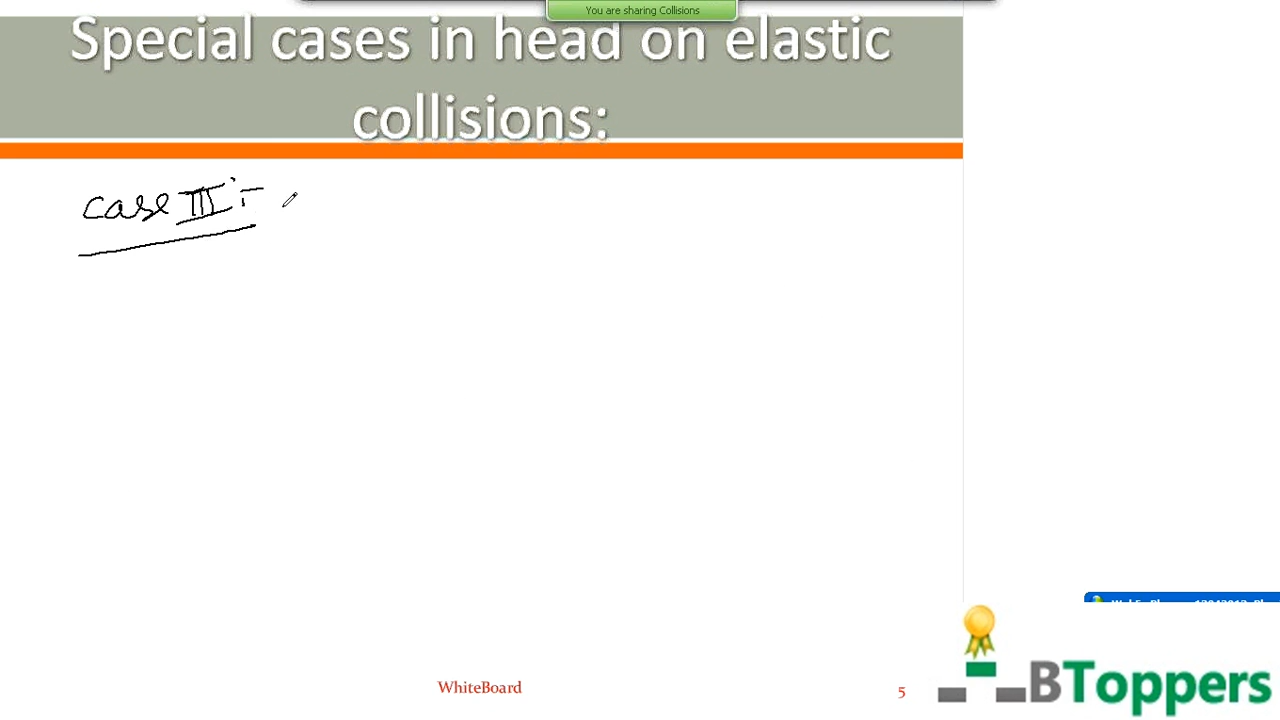 You are sharing Collisions
Special cases in head on elastic
collisions:
case III :-
WhiteBoard
5
BToppers